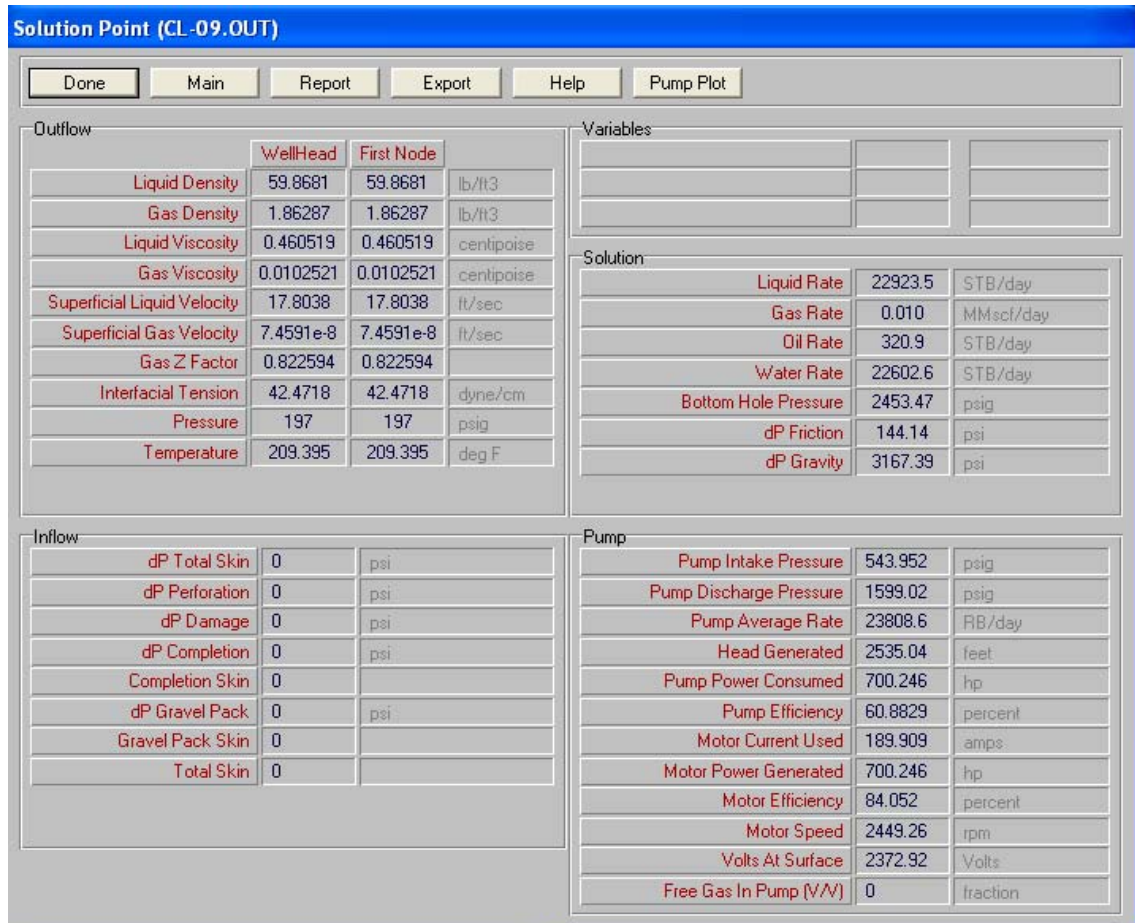 Solution Point (CL-09.OUT)
Done Main Report Export Help Pump Plot
Outflow
WellHead First Node
Liquid Density 59.8681 59.8681 lb/ft3
Gas Density 1.86287 1.86287 lb/ft3
Liquid Viscosity 0.460519 0.460519 centipoise
Gas Viscosity 0.0102521 0.0102521 centipoise
Superficial Liquid Velocity 17.8038 17.8038 ft/sec
Superficial Gas Velocity 7.4591e-8 7.4591e-8 ft/sec
Gas Z Factor 0.822594 0.822594
Interfacial Tension 42.4718 42.4718 dyne/cm
Pressure 197 197 psig
Temperature 209.395 209.395 deg F
Variables
Solution
Liquid Rate 22923.5 STB/day
Gas Rate 0.010 MMscf/day
Oil Rate 320.9 STB/day
Water Rate 22602.6 STB/day
Bottom Hole Pressure 2453.47 psig
dP Friction 144.14 psi
dP Gravity 3167.39 psi
Inflow
dP Total Skin 0 psi
dP Perforation 0 psi
dP Damage 0 psi
dP Completion 0 psi
Completion Skin 0
dP Gravel Pack 0 psi
Gravel Pack Skin 0
Total Skin 0
Pump
Pump Intake Pressure 543.952 psig
Pump Discharge Pressure 1599.02 psig
Pump Average Rate 23808.6 RB/day
Head Generated 2535.04 feet
Pump Power Consumed 700.246 hp
Pump Efficiency 60.8829 percent
Motor Current Used 189.909 amps
Motor Power Generated 700.246 hp
Motor Efficiency 84.052 percent
Motor Speed 2449.26 rpm
Volts At Surface 2372.92 Volts
Free Gas In Pump (V/V) 0 fraction